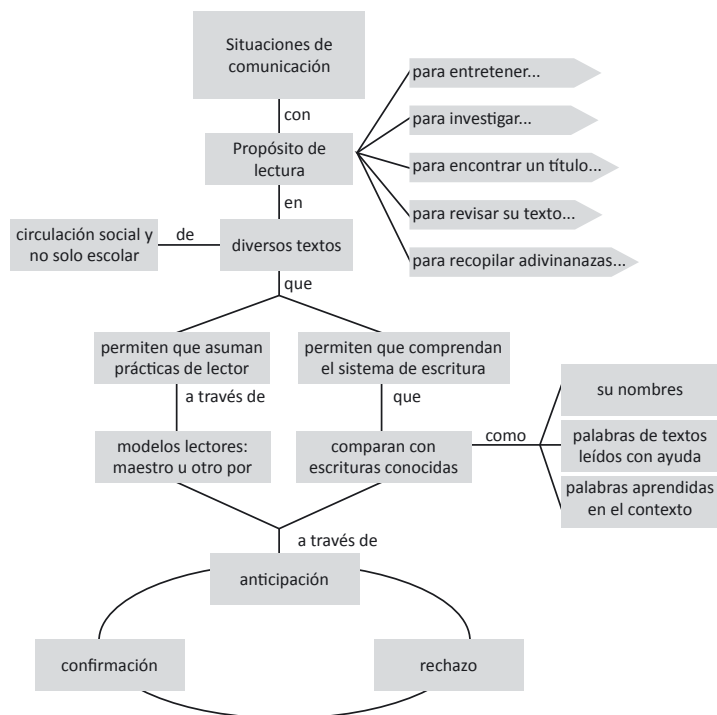 Situaciones de
comunicación
con
Propósito de
lectura
para entretener...
para investigar...
para encontrar un título...
para revisar su texto...
para recopilar adivinanazas...
en
circulación social y
no solo escolar
de
diversos textos
que
permiten que asuman
prácticas de lector
permiten que comprendan
el sistema de escritura
a través de
que
modelos lectores:
maestro u otro por
comparan con
escrituras conocidas
como
su nombres
palabras de textos
leídos con ayuda
palabras aprendidas
en el contexto
a través de
anticipación
confirmación
rechazo